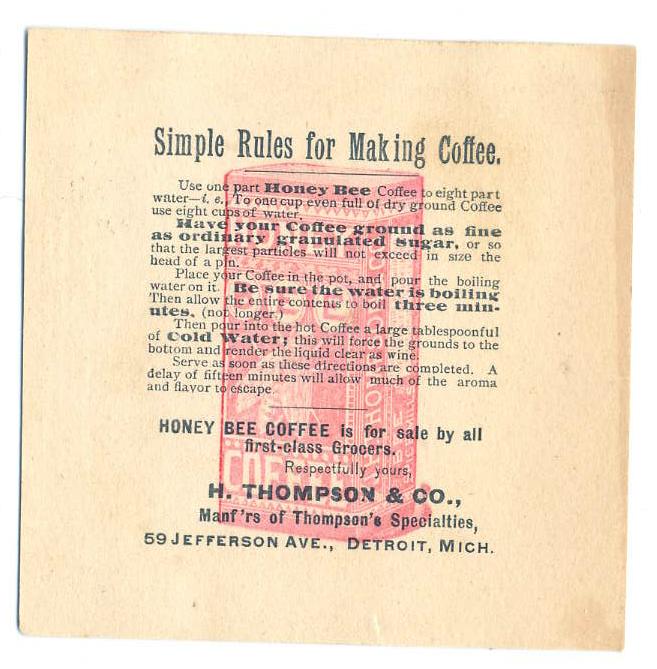 Simple Rules for Making Coffee.
Use one part Honey Bee Coffee to eight part
water—i. e., To one cup even full of dry ground Coffee
use eight cups of water.
Have your Coffee ground as fine
as ordinary granulated sugar, or so
that the largest particles will not exceed in size the
head of a pin.
Place your Coffee in the pot, and pour the boiling
water on it. Be sure the water is boiling
Then allow the entire contents to boil three min-
utes, (not longer.)
Then pour into the hot Coffee a large tablespoonful
of Cold Water; this will force the grounds to the
bottom and render the liquid clear as wine.
Serve as soon as these directions are completed. A
delay of fifteen minutes will allow much of the aroma
and flavor to escape.
HONEY BEE COFFEE is for sale by all
first-class Grocers.
Respectfully yours,
COFFEE
H. THOMPSON & CO.,
Manf'rs of Thompson's Specialties,
59 JEFFERSON AVE., DETROIT, MICH.